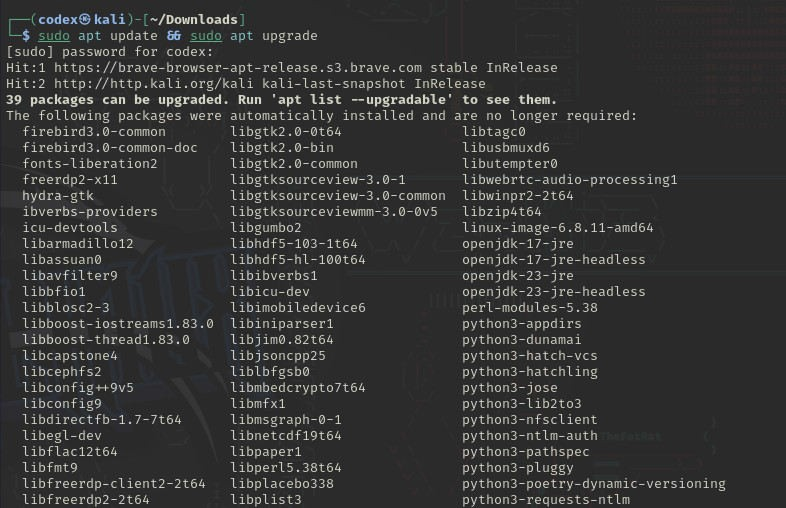 ┌──(codex㉿kali)-[~/Downloads]
└─$ sudo apt update && sudo apt upgrade
[sudo] password for codex:
Hit:1 https://brave-browser-apt-release.s3.brave.com stable InRelease
Hit:2 http://http.kali.org/kali kali-last-snapshot InRelease
39 packages can be upgraded. Run 'apt list --upgradable' to see them.
The following packages were automatically installed and are no longer required:
firebird3.0-common libgtk2.0-0t64 libtagc0
firebird3.0-common-doc libgtk2.0-bin libusbmuxd6
fonts-liberation2 libgtk2.0-common libutempter0
freerdp2-x11 libgtksourceview-3.0-1 libwebrtc-audio-processing1
hydra-gtk libgtksourceview-3.0-common libwinpr2-2t64
ibverbs-providers libgtksourceviewmm-3.0-0v5 libzip4t64
icu-devtools libgumbo2 linux-image-6.8.11-amd64
libarmadillo12 libhdf5-103-1t64 openjdk-17-jre
libassuan0 libhdf5-hl-100t64 openjdk-17-jre-headless
libavfilter9 libibverbs1 openjdk-23-jre
libbfio1 libicu-dev openjdk-23-jre-headless
libblosc2-3 libimobiledevice6 perl-modules-5.38
libboost-iostreams1.83.0 libiniparser1 python3-appdirs
libboost-thread1.83.0 libjim0.82t64 python3-dunamai
libcapstone4 libjsoncpp25 python3-hatch-vcs
libcephfs2 liblbfgsb0 python3-hatchling
libconfig++9v5 libmbedcrypto7t64 python3-jose
libconfig9 libmfx1 python3-lib2to3
libdirectfb-1.7-7t64 libmsgraph-0-1 python3-nfsclient
libegl-dev libnetcdf19t64 python3-ntlm-auth
libflac12t64 libpaper1 python3-pathspec
libfmt9 libperl5.38t64 python3-pluggy
libfreerdp-client2-2t64 libplacebo338 python3-poetry-dynamic-versioning
libfreerdp2-2t64 libplist3 python3-requests-ntlm